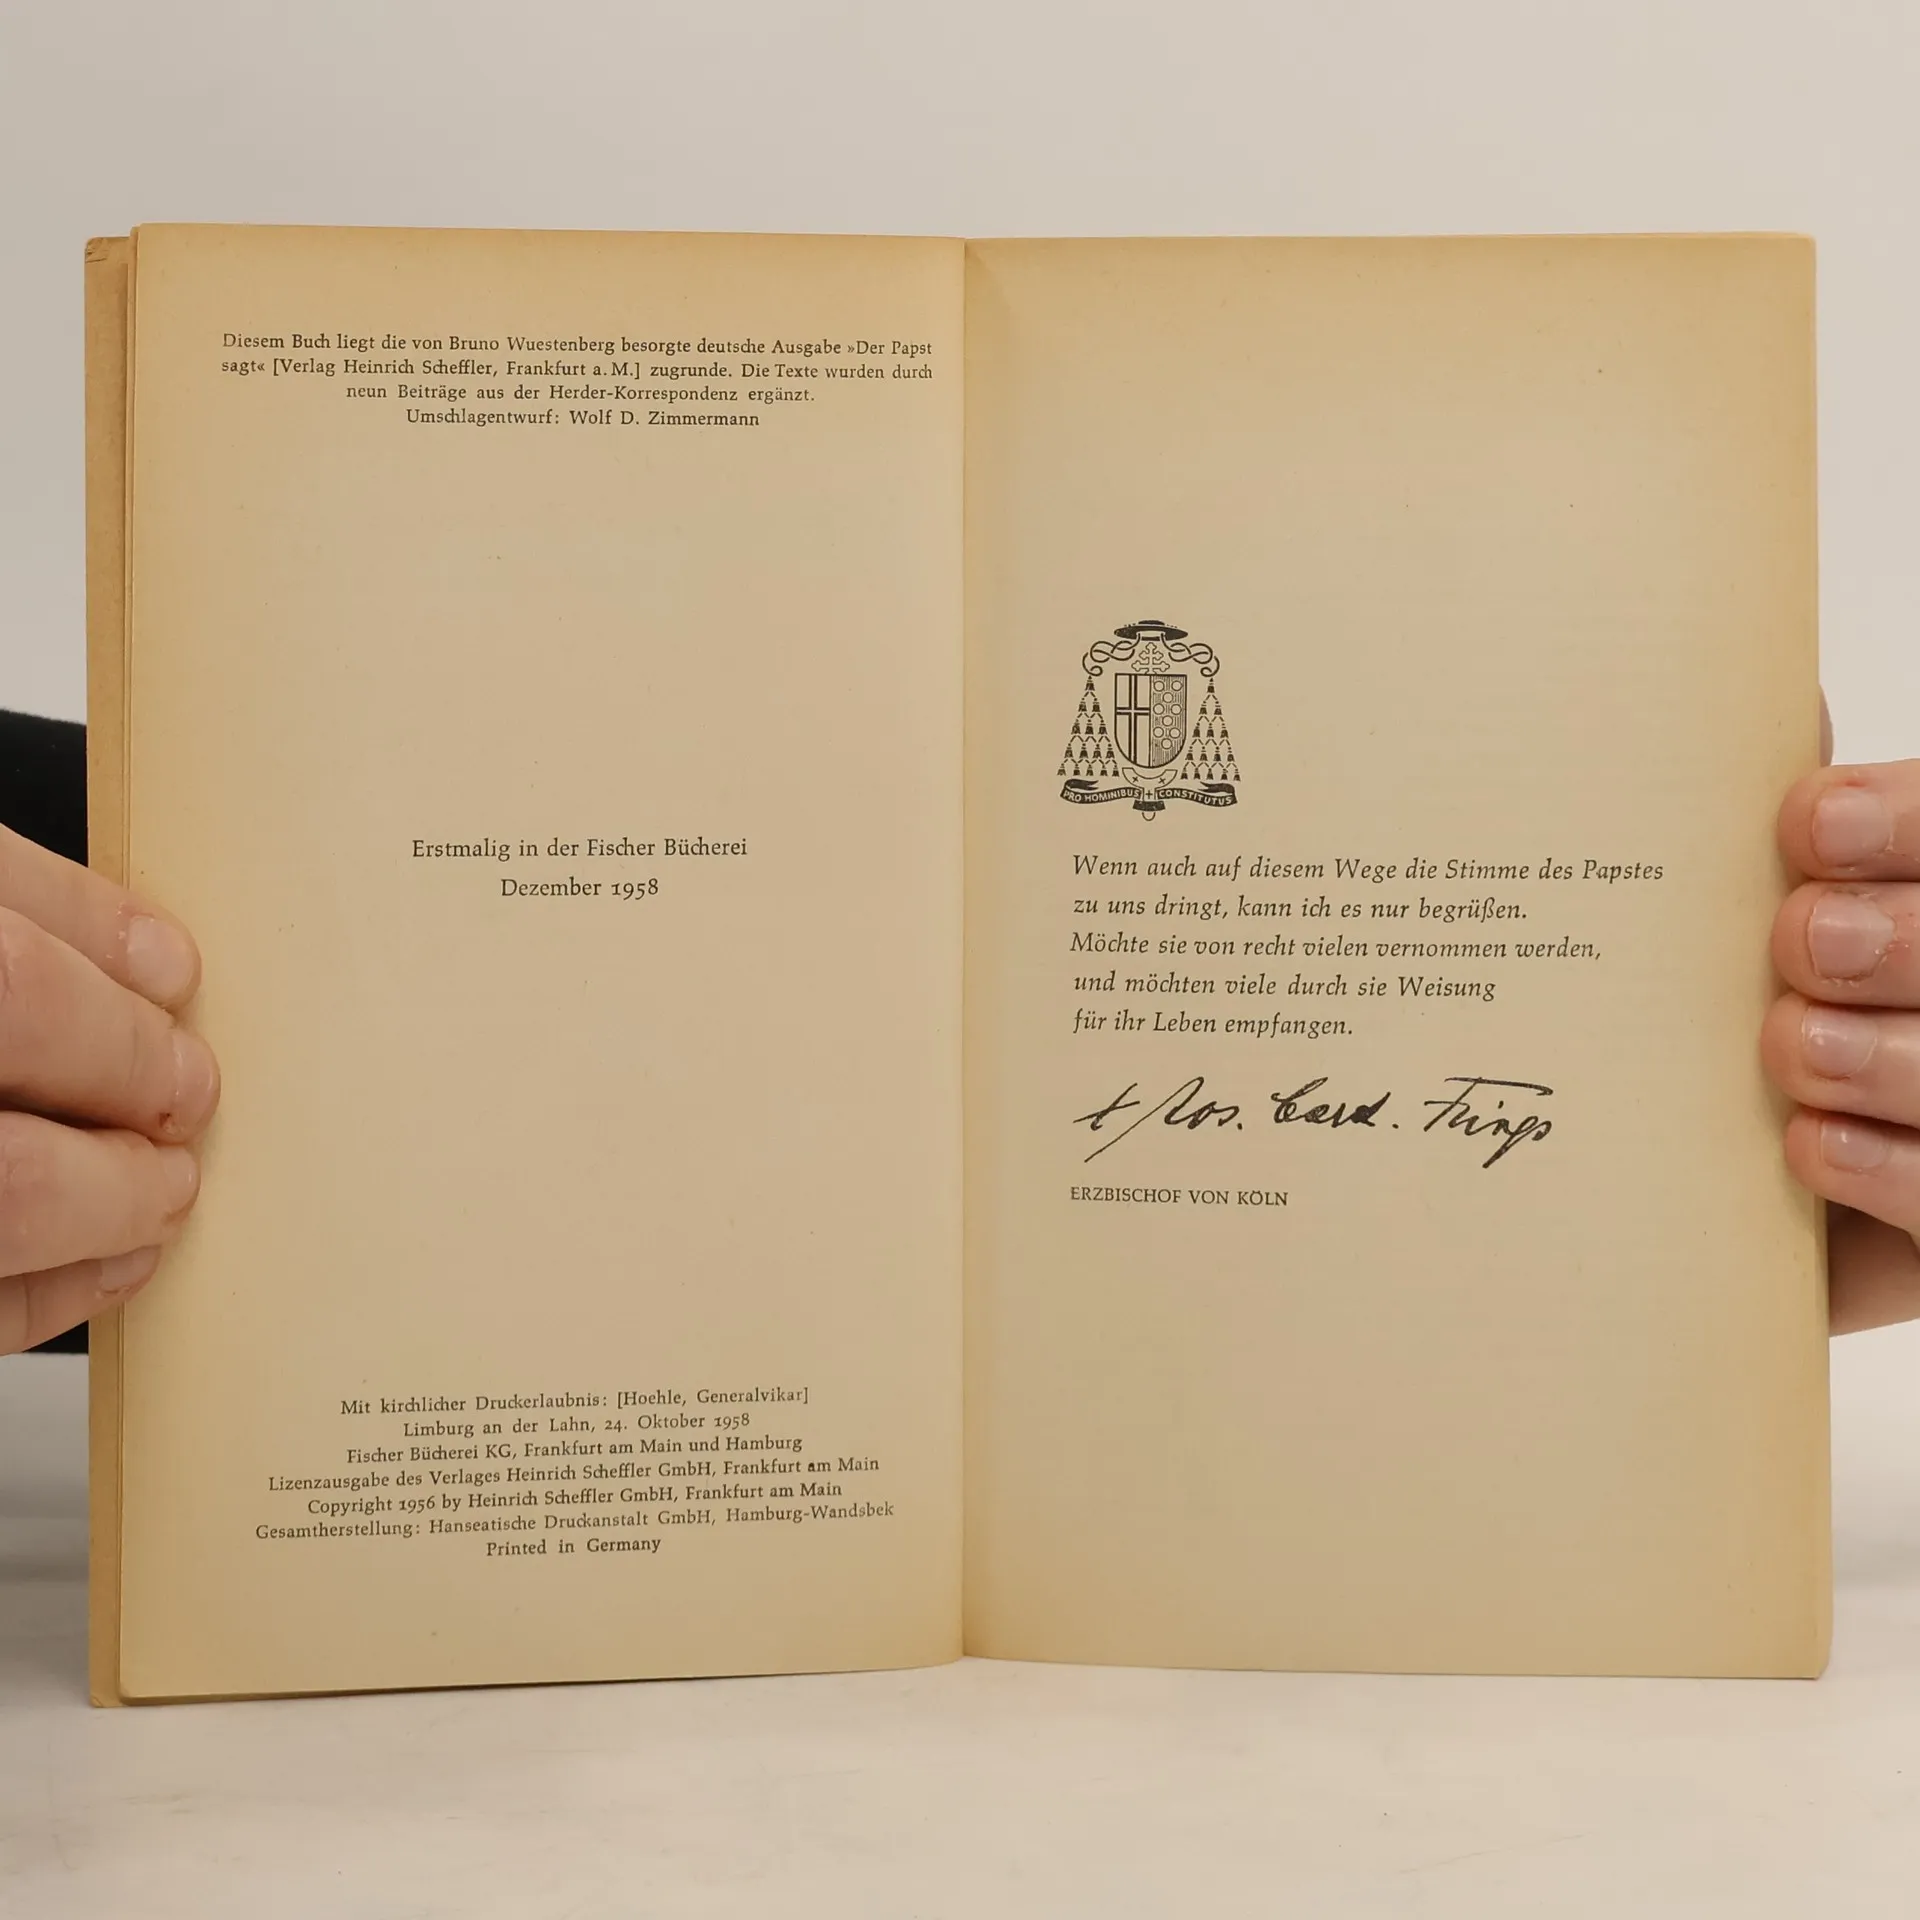 Diesem Buch liegt die von Bruno Wuestenberg besorgte deutsche Ausgabe »Der Papst
sagt« [Verlag Heinrich Scheffler, Frankfurt a. M.] zugrunde. Die Texte wurden durch
neun Beiträge aus der Herder-Korrespondenz ergänzt.
Umschlagentwurf: Wolf D. Zimmermann
Erstmalig in der Fischer Bücherei
Dezember 1958
Mit kirchlicher Druckerlaubnis: [Hoehle, Generalvikar]
Limburg an der Lahn, 24. Oktober 1958
Fischer Bücherei KG, Frankfurt am Main und Hamburg
Lizenzausgabe des Verlages Heinrich Scheffler GmbH, Frankfurt am Main
Copyright 1956 by Heinrich Scheffler GmbH, Frankfurt am Main
Gesamtherstellung: Hanseatische Druckanstalt GmbH, Hamburg-Wandsbek
Printed in Germany
PRO HOMINIBUS + CONSTITUTUS
Wenn auch auf diesem Wege die Stimme des Papstes
zu uns dringt, kann ich es nur begrüßen.
Möchte sie von recht vielen vernommen werden,
und möchten viele durch sie Weisung
für ihr Leben empfangen.
+ Jos. Card. Frings
ERZBISCHOF VON KÖLN